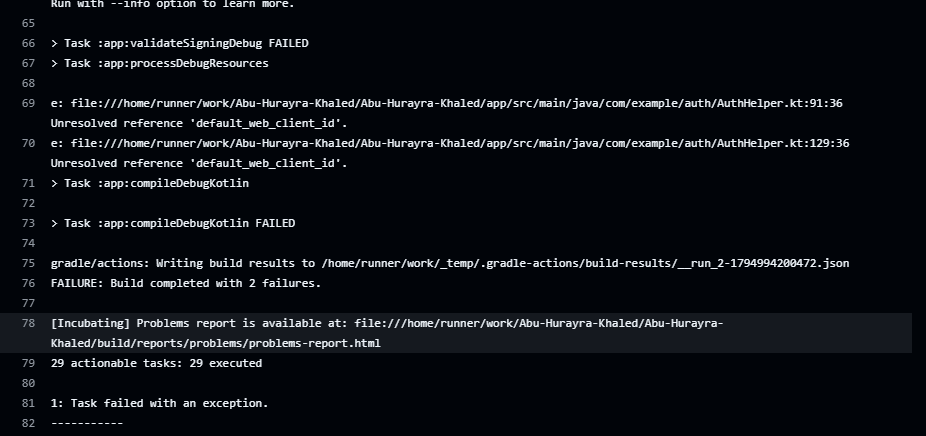 Run with --info option to learn more.
65
66 > Task :app:validateSigningDebug FAILED
67 > Task :app:processDebugResources
68
69 e: file:///home/runner/work/Abu-Hurayra-Khaled/Abu-Hurayra-Khaled/app/src/main/java/com/example/auth/AuthHelper.kt:91:36
Unresolved reference 'default_web_client_id'.
70 e: file:///home/runner/work/Abu-Hurayra-Khaled/Abu-Hurayra-Khaled/app/src/main/java/com/example/auth/AuthHelper.kt:129:36
Unresolved reference 'default_web_client_id'.
71 > Task :app:compileDebugKotlin
72
73 > Task :app:compileDebugKotlin FAILED
74
75 gradle/actions: Writing build results to /home/runner/work/_temp/.gradle-actions/build-results/__run_2-1794994200472.json
76 FAILURE: Build completed with 2 failures.
77
78 [Incubating] Problems report is available at: file:///home/runner/work/Abu-Hurayra-Khaled/Abu-Hurayra-
Khaled/build/reports/problems/problems-report.html
79 29 actionable tasks: 29 executed
80
81 1: Task failed with an exception.
82 -----------